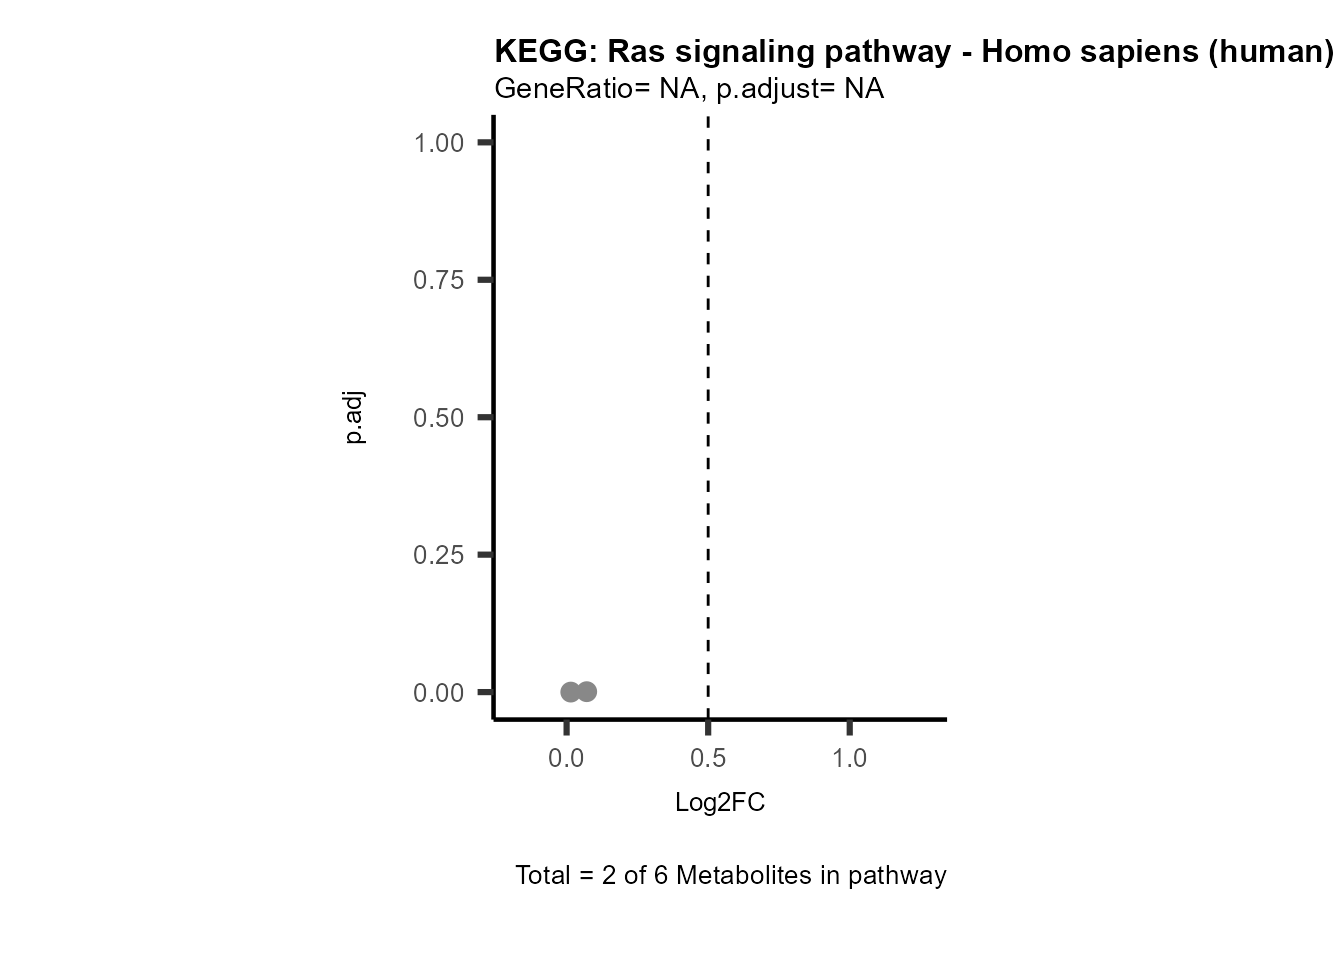 KEGG: Ras signaling pathway - Homo sapiens (human)
GeneRatio= NA, p.adjust= NA
1.00
0.75
0.50
0.25
0.00
p.adj
0.0 0.5 1.0
Log2FC
Total = 2 of 6 Metabolites in pathway